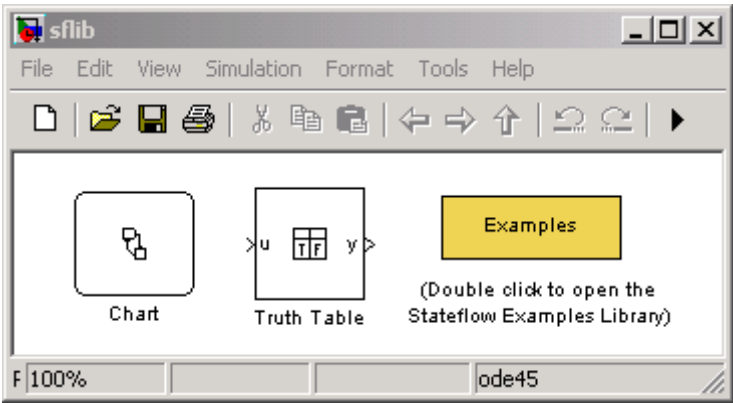 sflib
File Edit View Simulation Format Tools Help
u T F y
Examples
Chart
Truth Table
(Double click to open the
Stateflow Examples Library)
F 100% ode45